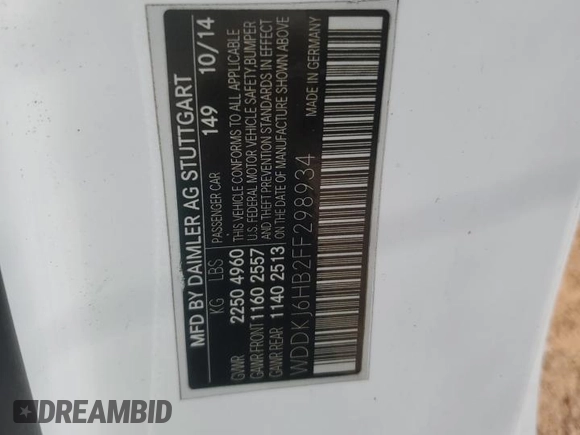 MFD BY DAIMLER AG STUTTGART
149 10/14
KG LBS PASSENGER CAR
GVWR 2250 4960 THIS VEHICLE CONFORMS TO ALL APPLICABLE
GAWR FRONT 1160 2557 U.S. FEDERAL MOTOR VEHICLE SAFETY, BUMPER
GAWR REAR 1140 2513 AND THEFT PREVENTION STANDARDS IN EFFECT
ON THE DATE OF MANUFACTURE SHOWN ABOVE
WDDKJ6HB2FF298934 MADE IN GERMANY
DREAMBID